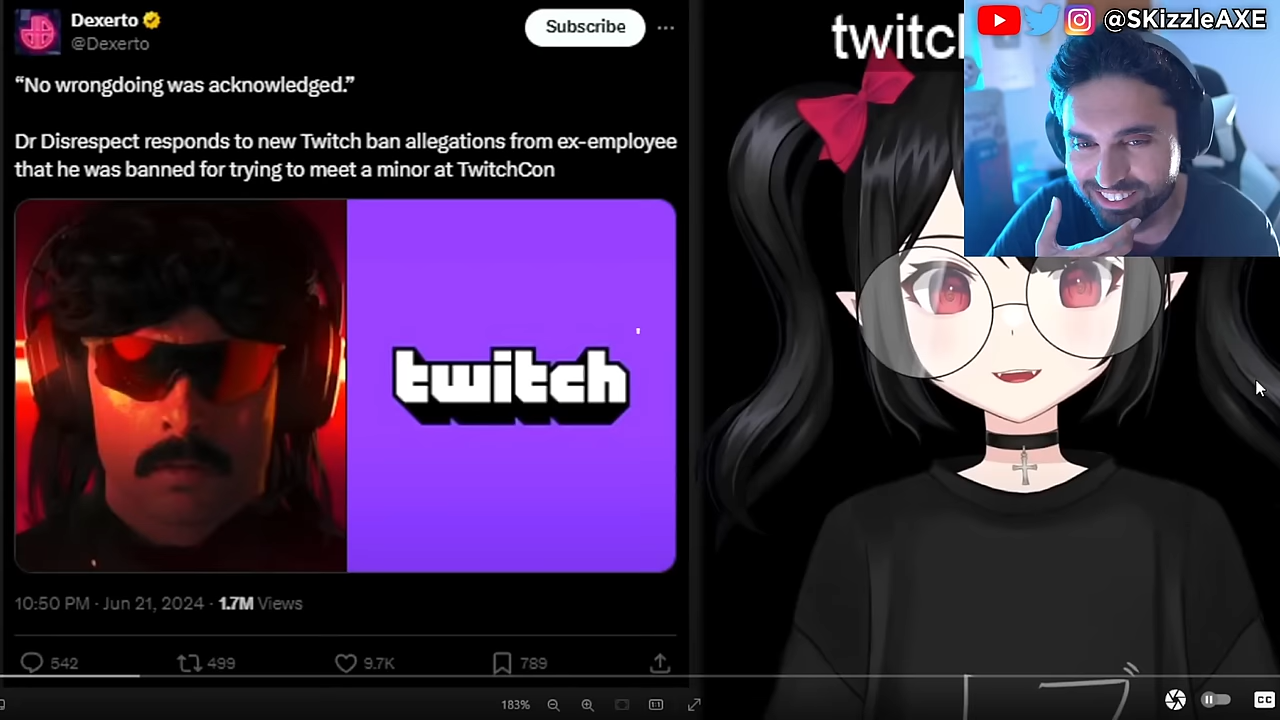 Dexerto
@Dexerto
Subscribe
“No wrongdoing was acknowledged.”
Dr Disrespect responds to new Twitch ban allegations from ex-employee
that he was banned for trying to meet a minor at TwitchCon
twitch
10:50 PM · Jun 21, 2024 · 1.7M Views
542
499
9.7K
789
183%
1:1
CC
twitch
@SKizzleAXE